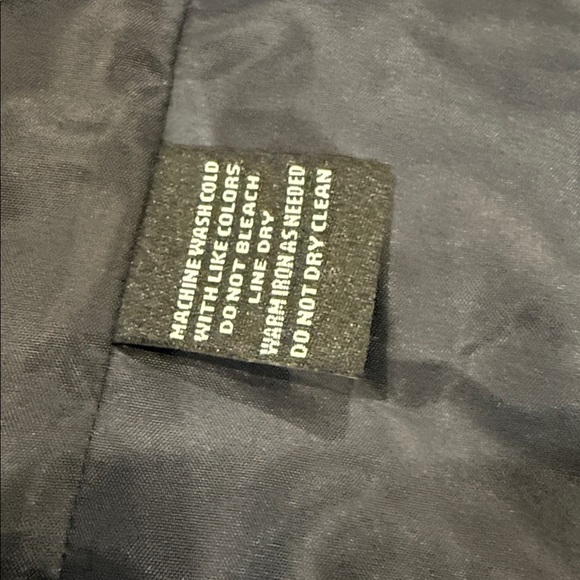 MACHINE WASH COLD
WITH LIKE COLORS
DO NOT BLEACH
LINE DRY
WARM IRON AS NEEDED
DO NOT DRY CLEAN